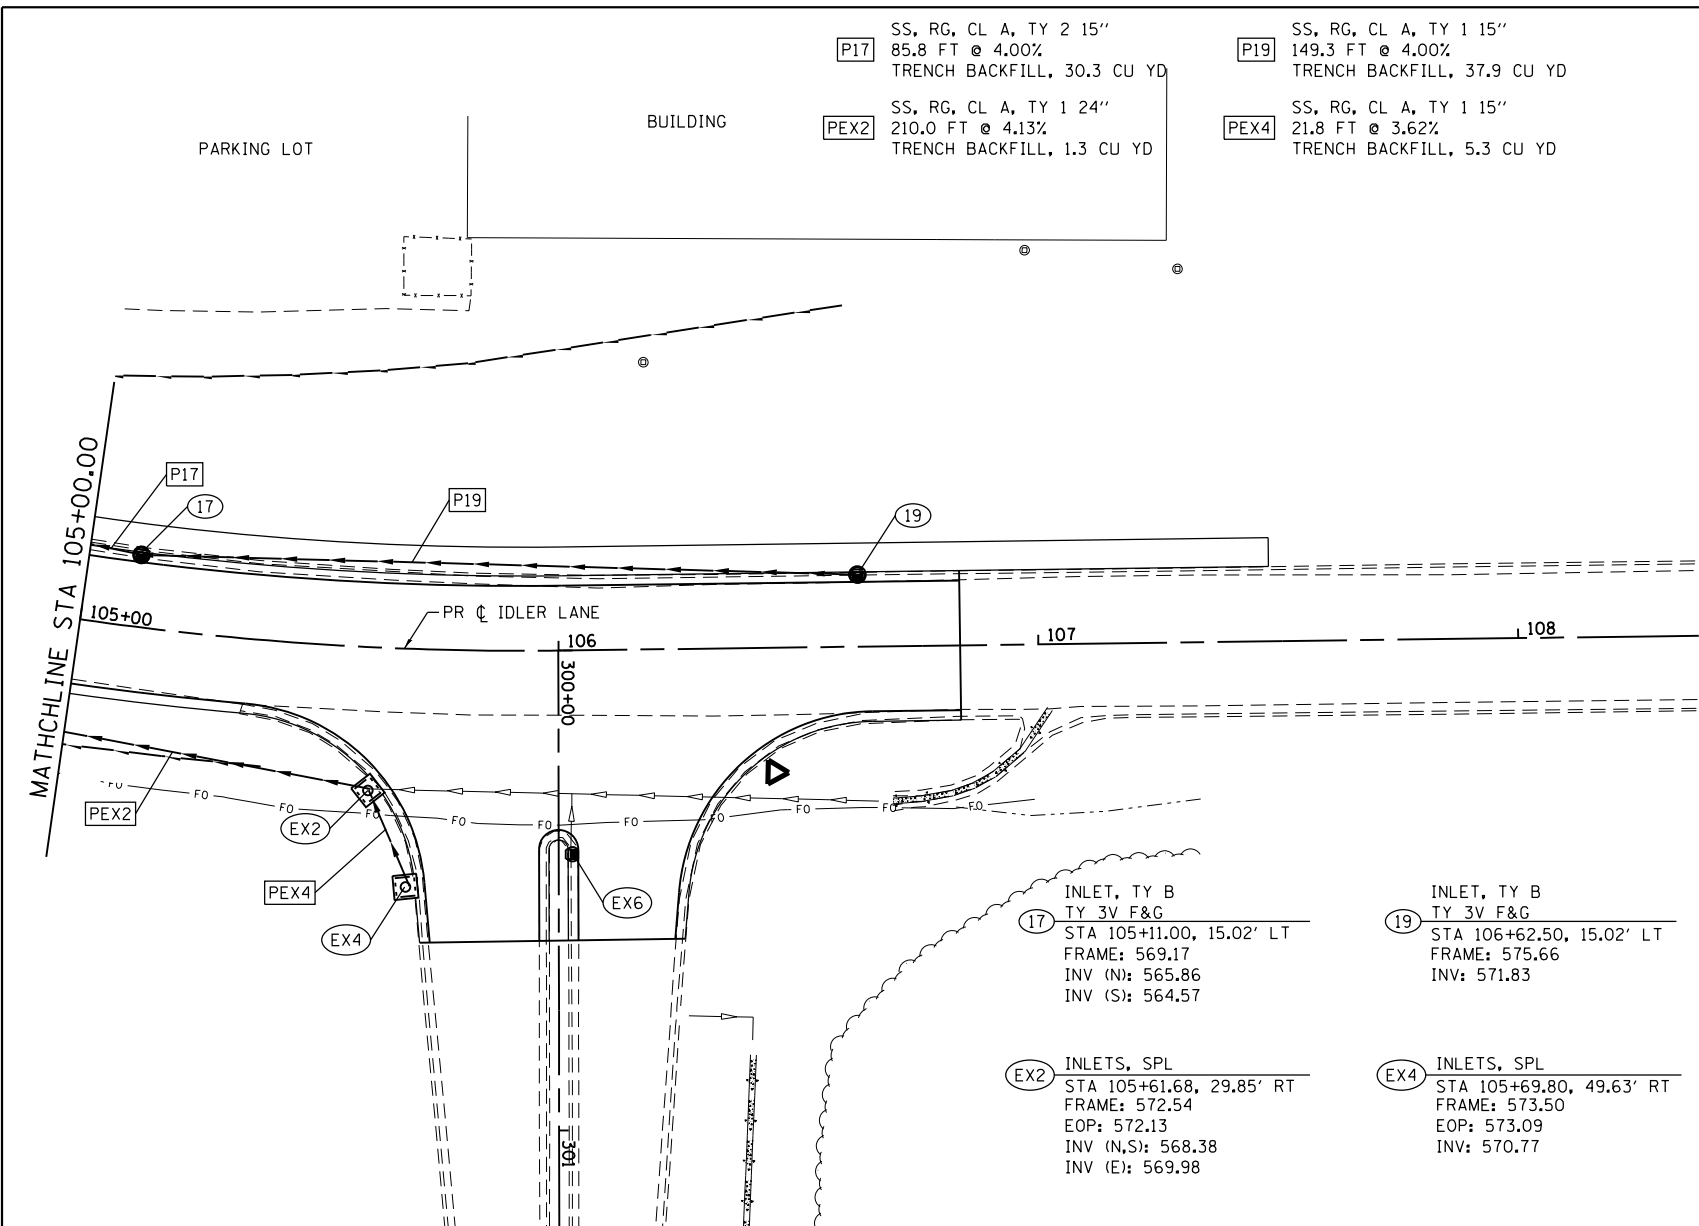 SS, RG, CL A, TY 2 15''
P17 85.8 FT @ 4.00%
TRENCH BACKFILL, 30.3 CU YD
SS, RG, CL A, TY 1 15''
P19 149.3 FT @ 4.00%
TRENCH BACKFILL, 37.9 CU YD
SS, RG, CL A, TY 1 24''
PEX2 210.0 FT @ 4.13%
TRENCH BACKFILL, 1.3 CU YD
SS, RG, CL A, TY 1 15''
PEX4 21.8 FT @ 3.62%
TRENCH BACKFILL, 5.3 CU YD
BUILDING
PARKING LOT
MATHCHLINE STA 105+00.00
P17
17
P19
19
105+00
PR ℄ IDLER LANE
106
107
108
300+00
FO
FO
FO
FO
FO
FO
FO
FO
FO
PEX2
EX2
PEX4
EX4
EX6
301
INLET, TY B
TY 3V F&G
17
STA 105+11.00, 15.02' LT
FRAME: 569.17
INV (N): 565.86
INV (S): 564.57
INLET, TY B
TY 3V F&G
19
STA 106+62.50, 15.02' LT
FRAME: 575.66
INV: 571.83
INLETS, SPL
EX2
STA 105+61.68, 29.85' RT
FRAME: 572.54
EOP: 572.13
INV (N,S): 568.38
INV (E): 569.98
INLETS, SPL
EX4
STA 105+69.80, 49.63' RT
FRAME: 573.50
EOP: 573.09
INV: 570.77